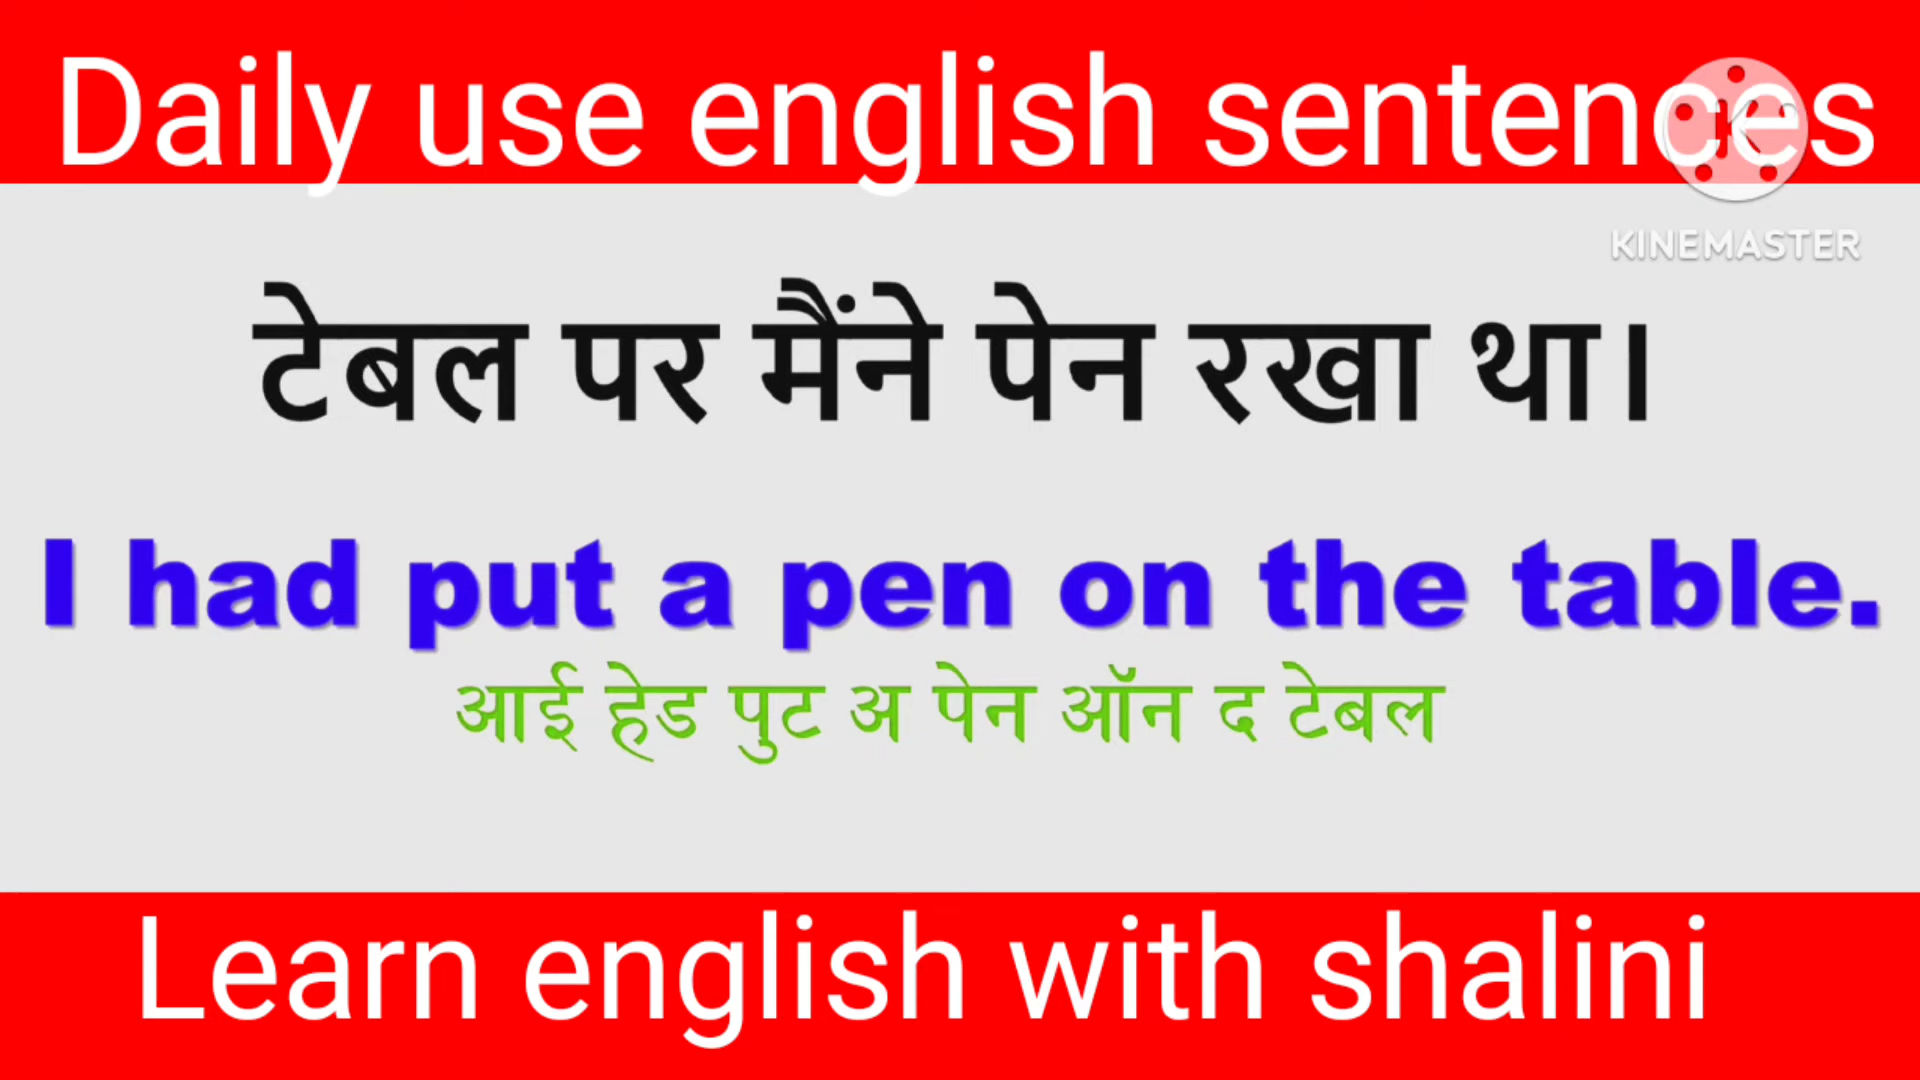 Daily use english sentences
KINEMASTER
टेबल पर मैंने पेन रखा था।
I had put a pen on the table.
आई हेड पुट अ पेन ऑन द टेबल
Learn english with shalini